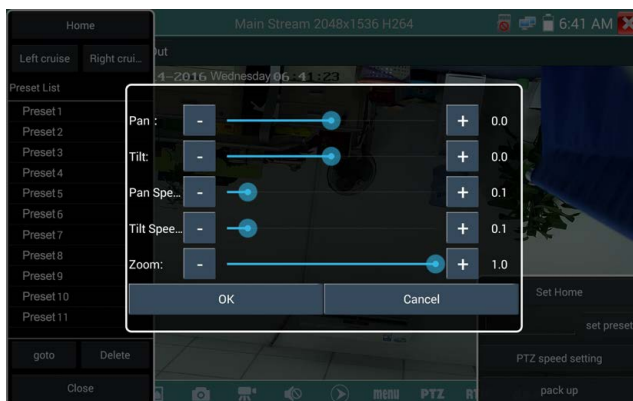 Home
Main Stream 2048x1536 H264
6:41 AM
Left cruise
Right crui...
Preset List
Wednesday
Preset 1
Preset 2
Preset 3
Preset 4
Preset 5
Preset 6
Preset 7
Preset 8
Preset 9
Preset 10
Preset 11
Pan :
-
+
0.0
Tilt:
-
+
0.0
Pan Spe...
-
+
0.1
Tilt Spee...
-
+
0.1
Zoom:
-
+
1.0
OK
Cancel
Set Home
set preset
goto
Delete
PTZ speed setting
Close
menu
PTZ
pack up